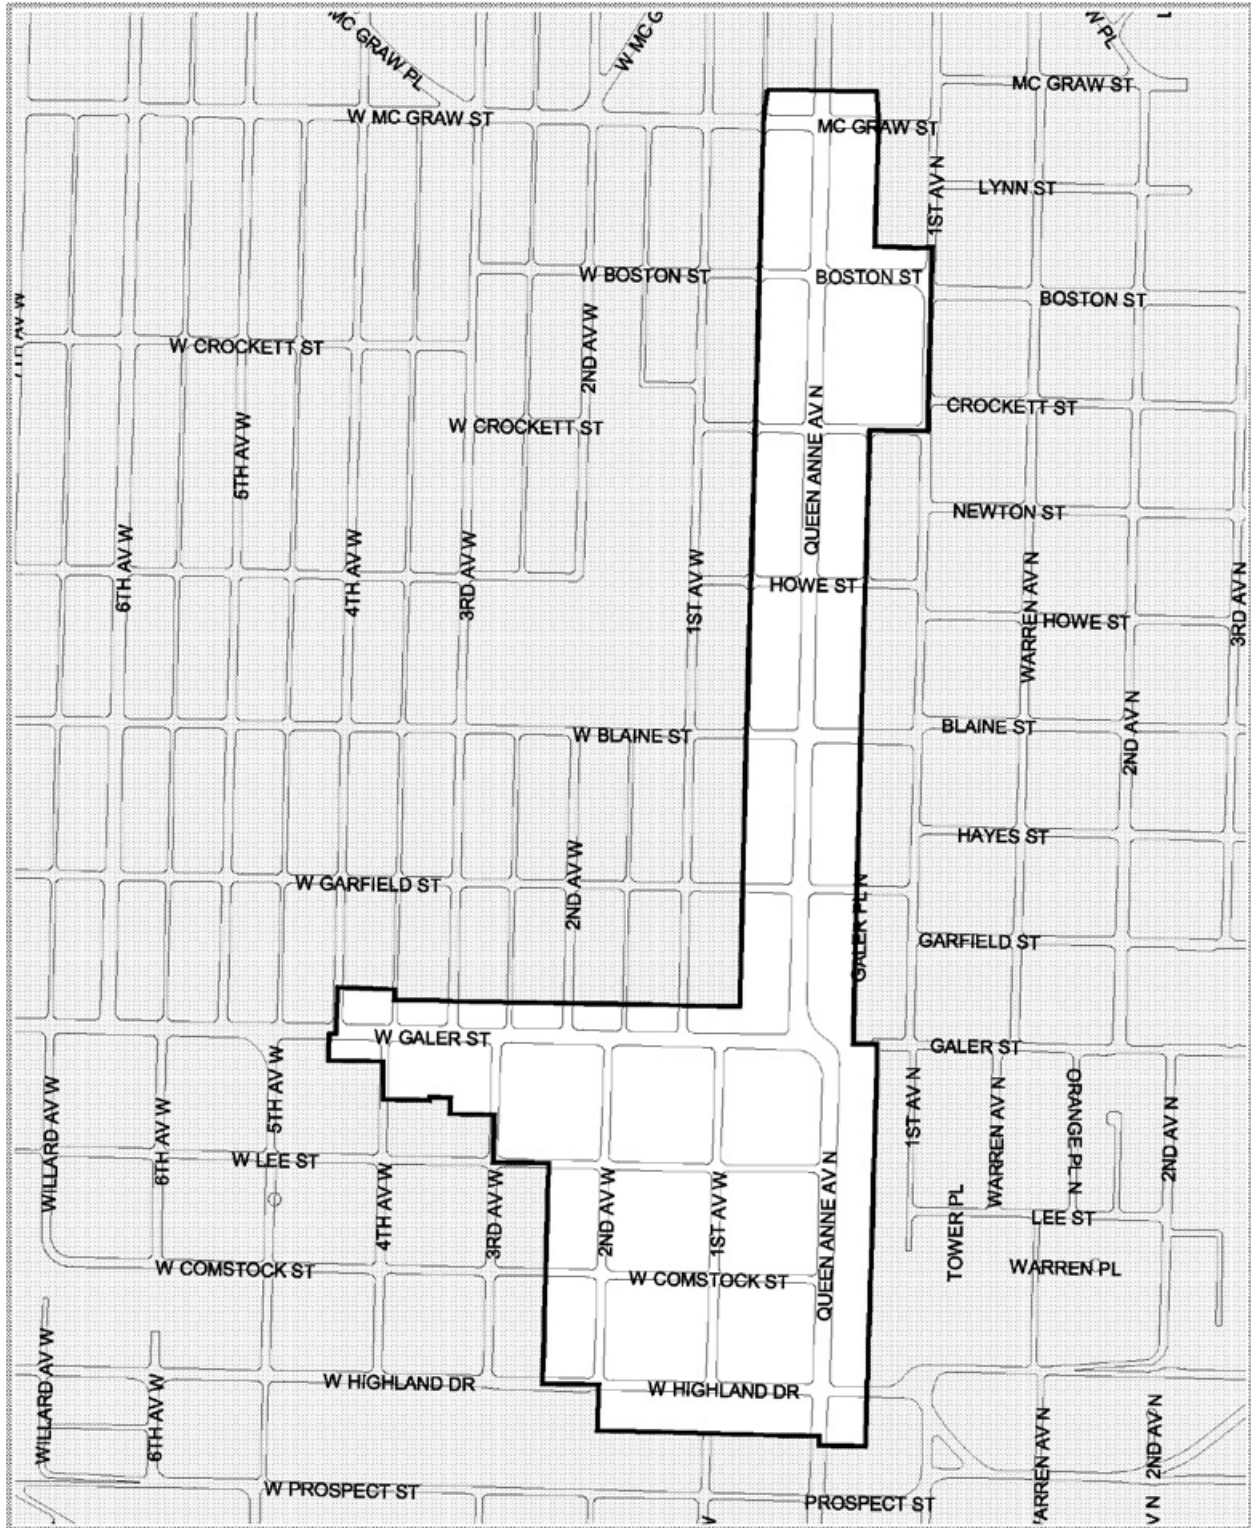 MC GRAW PL
W MC G
W PL
MC GRAW ST
W MC GRAW ST
MC GRAW ST
1ST AV N
LYNN ST
W BOSTON ST
BOSTON ST
BOSTON ST
2ND AV W
W CROCKETT ST
W CROCKETT ST
CROCKETT ST
5TH AV W
QUEEN ANNE AV N
NEWTON ST
6TH AV W
4TH AV W
3RD AV W
1ST AV W
HOWE ST
WARREN AV N
HOWE ST
3RD AV N
W BLAINE ST
BLAINE ST
2ND AV N
HAYES ST
W GARFIELD ST
2ND AV W
GALER PL N
GARFIELD ST
W GALER ST
GALER ST
WILLARD AV W
6TH AV W
5TH AV W
1ST AV N
WARREN AV N
ORANGE PL N
2ND AV N
W LEE ST
4TH AV W
3RD AV W
2ND AV W
1ST AV W
QUEEN ANNE AV N
TOWER PL
LEE ST
W COMSTOCK ST
W COMSTOCK ST
WARREN PL
WILLARD AV W
6TH AV W
W HIGHLAND DR
W HIGHLAND DR
ARREN AV N
2ND AV N
W PROSPECT ST
PROSPECT ST
V N